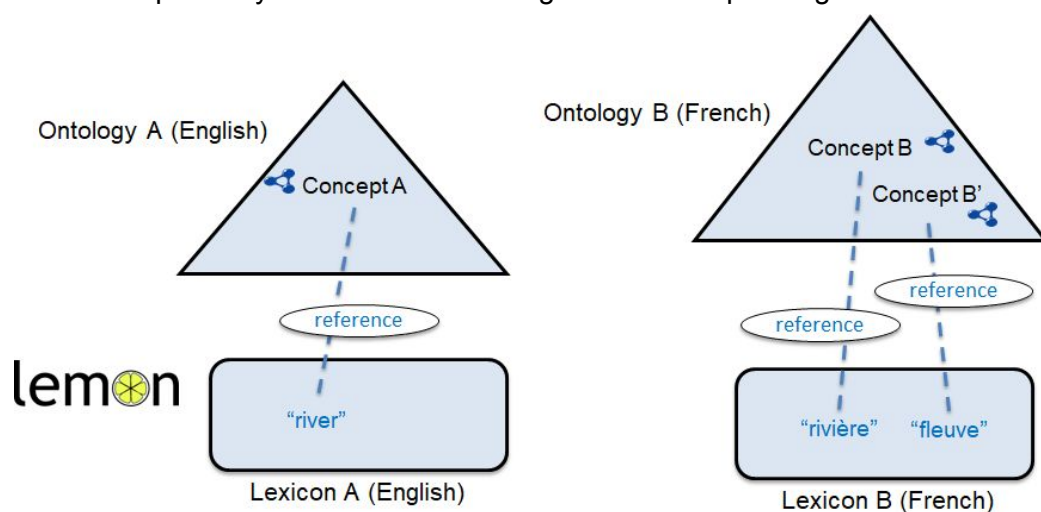 Ontology A (English)
Concept A
reference
lemon
“river”
Lexicon A (English)
Ontology B (French)
Concept B
Concept B’
reference
reference
“rivière” “fleuve”
Lexicon B (French)